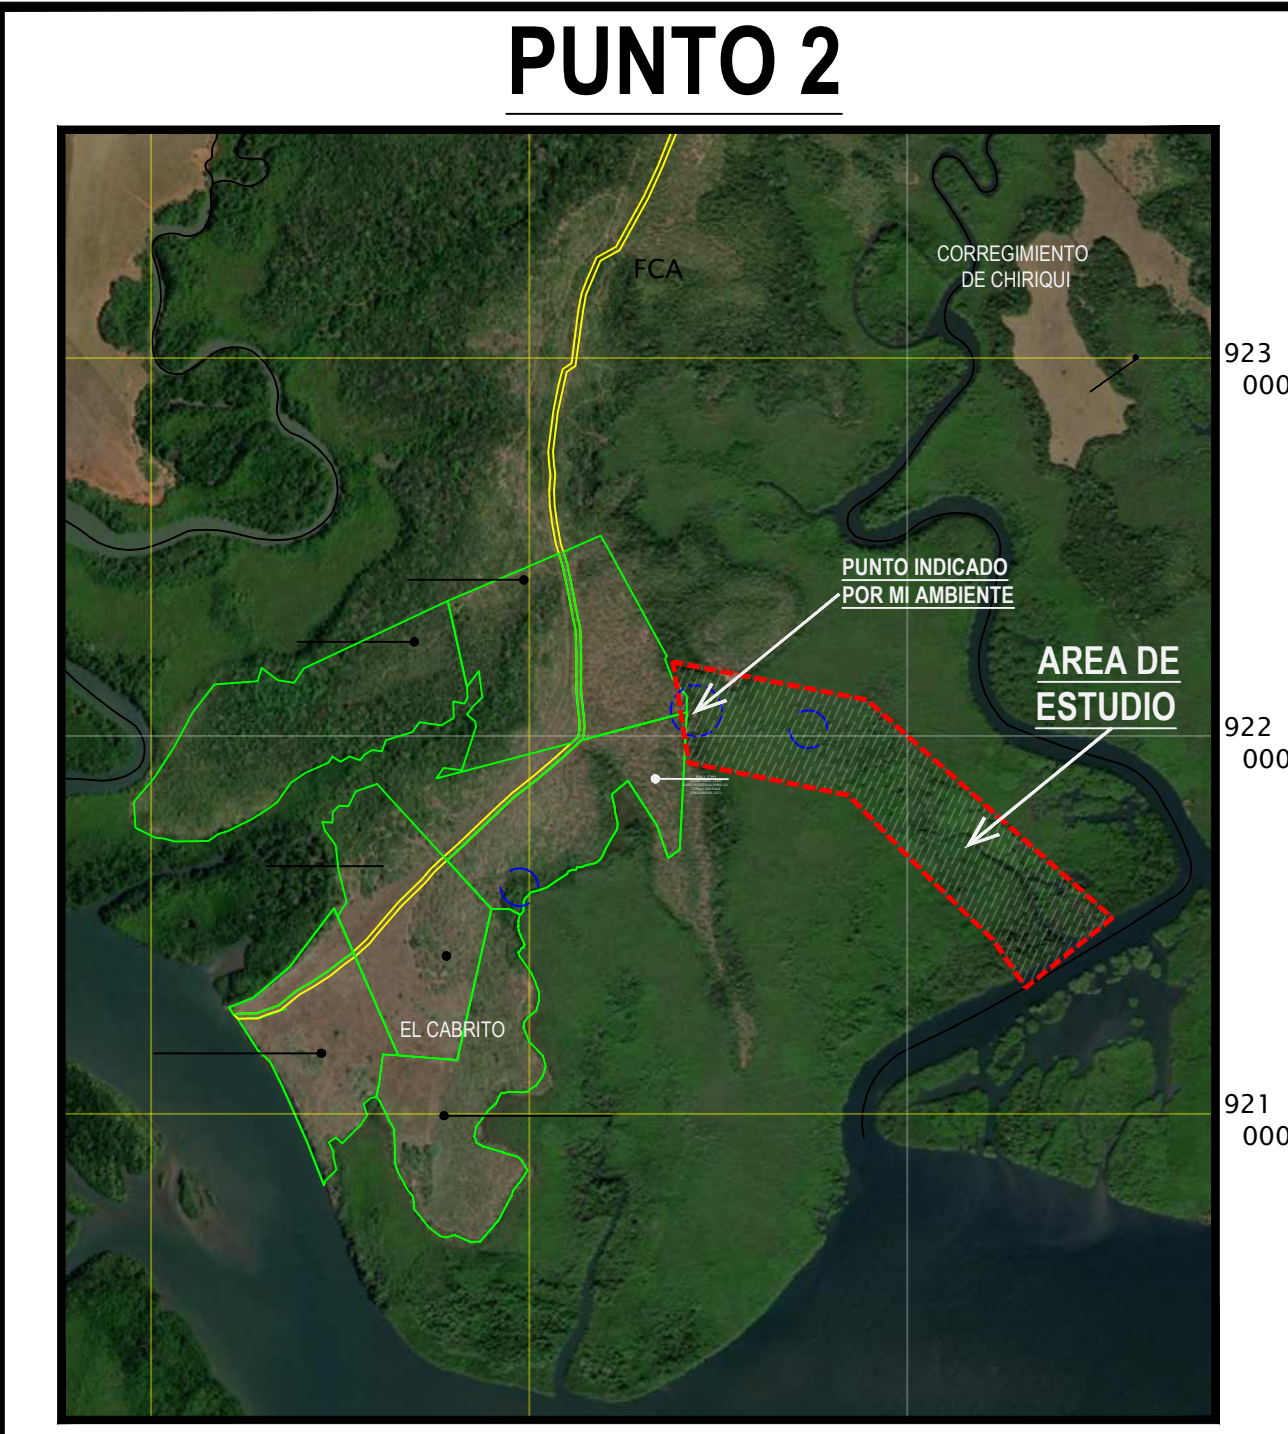 PUNTO 2
FCA
CORREGIMIENTO
DE CHIRIQUI
923
000
PUNTO INDICADO
POR MI AMBIENTE
AREA DE
ESTUDIO
922
000
EL CABRITO
921
000